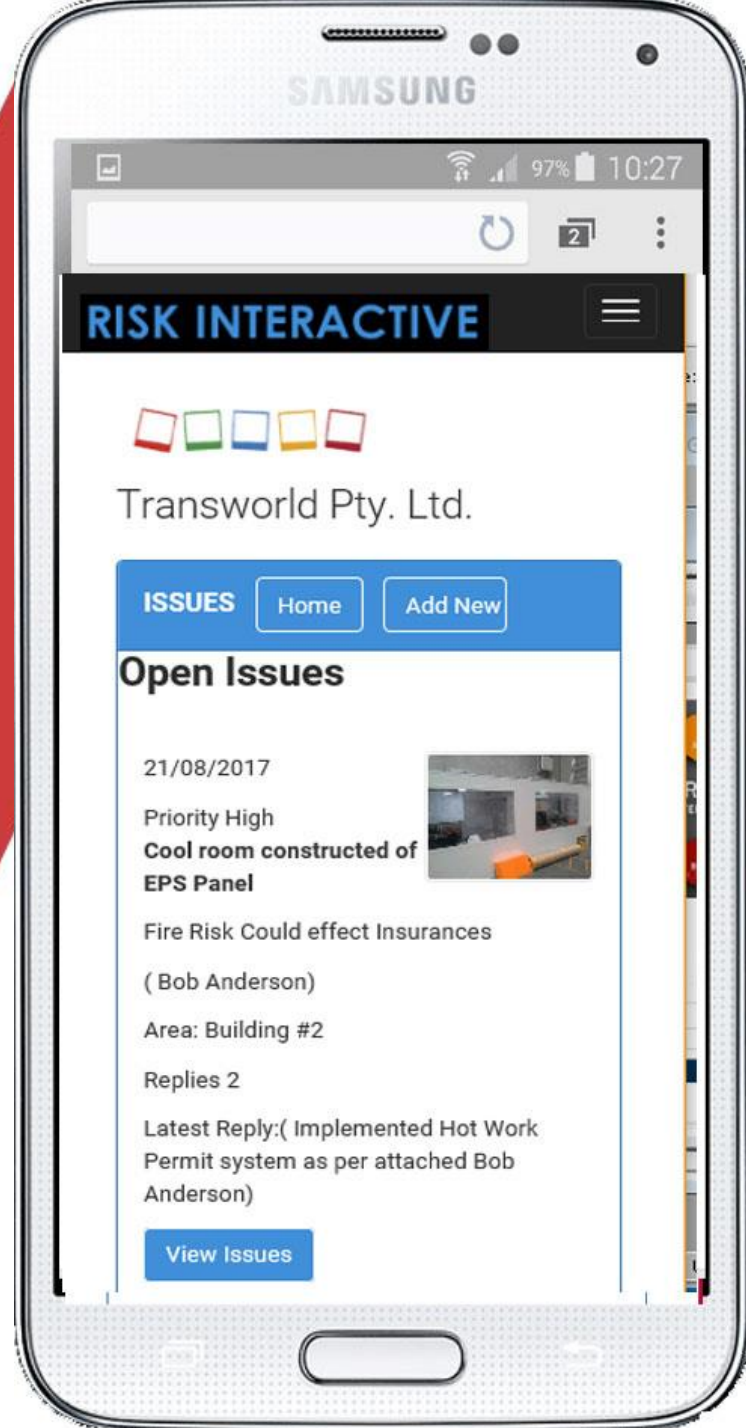 SAMSUNG
97% 10:27
2
RISK INTERACTIVE
Transworld Pty. Ltd.
ISSUES Home Add New
Open Issues
21/08/2017
Priority High
Cool room constructed of
EPS Panel
Fire Risk Could effect Insurances
( Bob Anderson)
Area: Building #2
Replies 2
Latest Reply:( Implemented Hot Work
Permit system as per attached Bob
Anderson)
View Issues